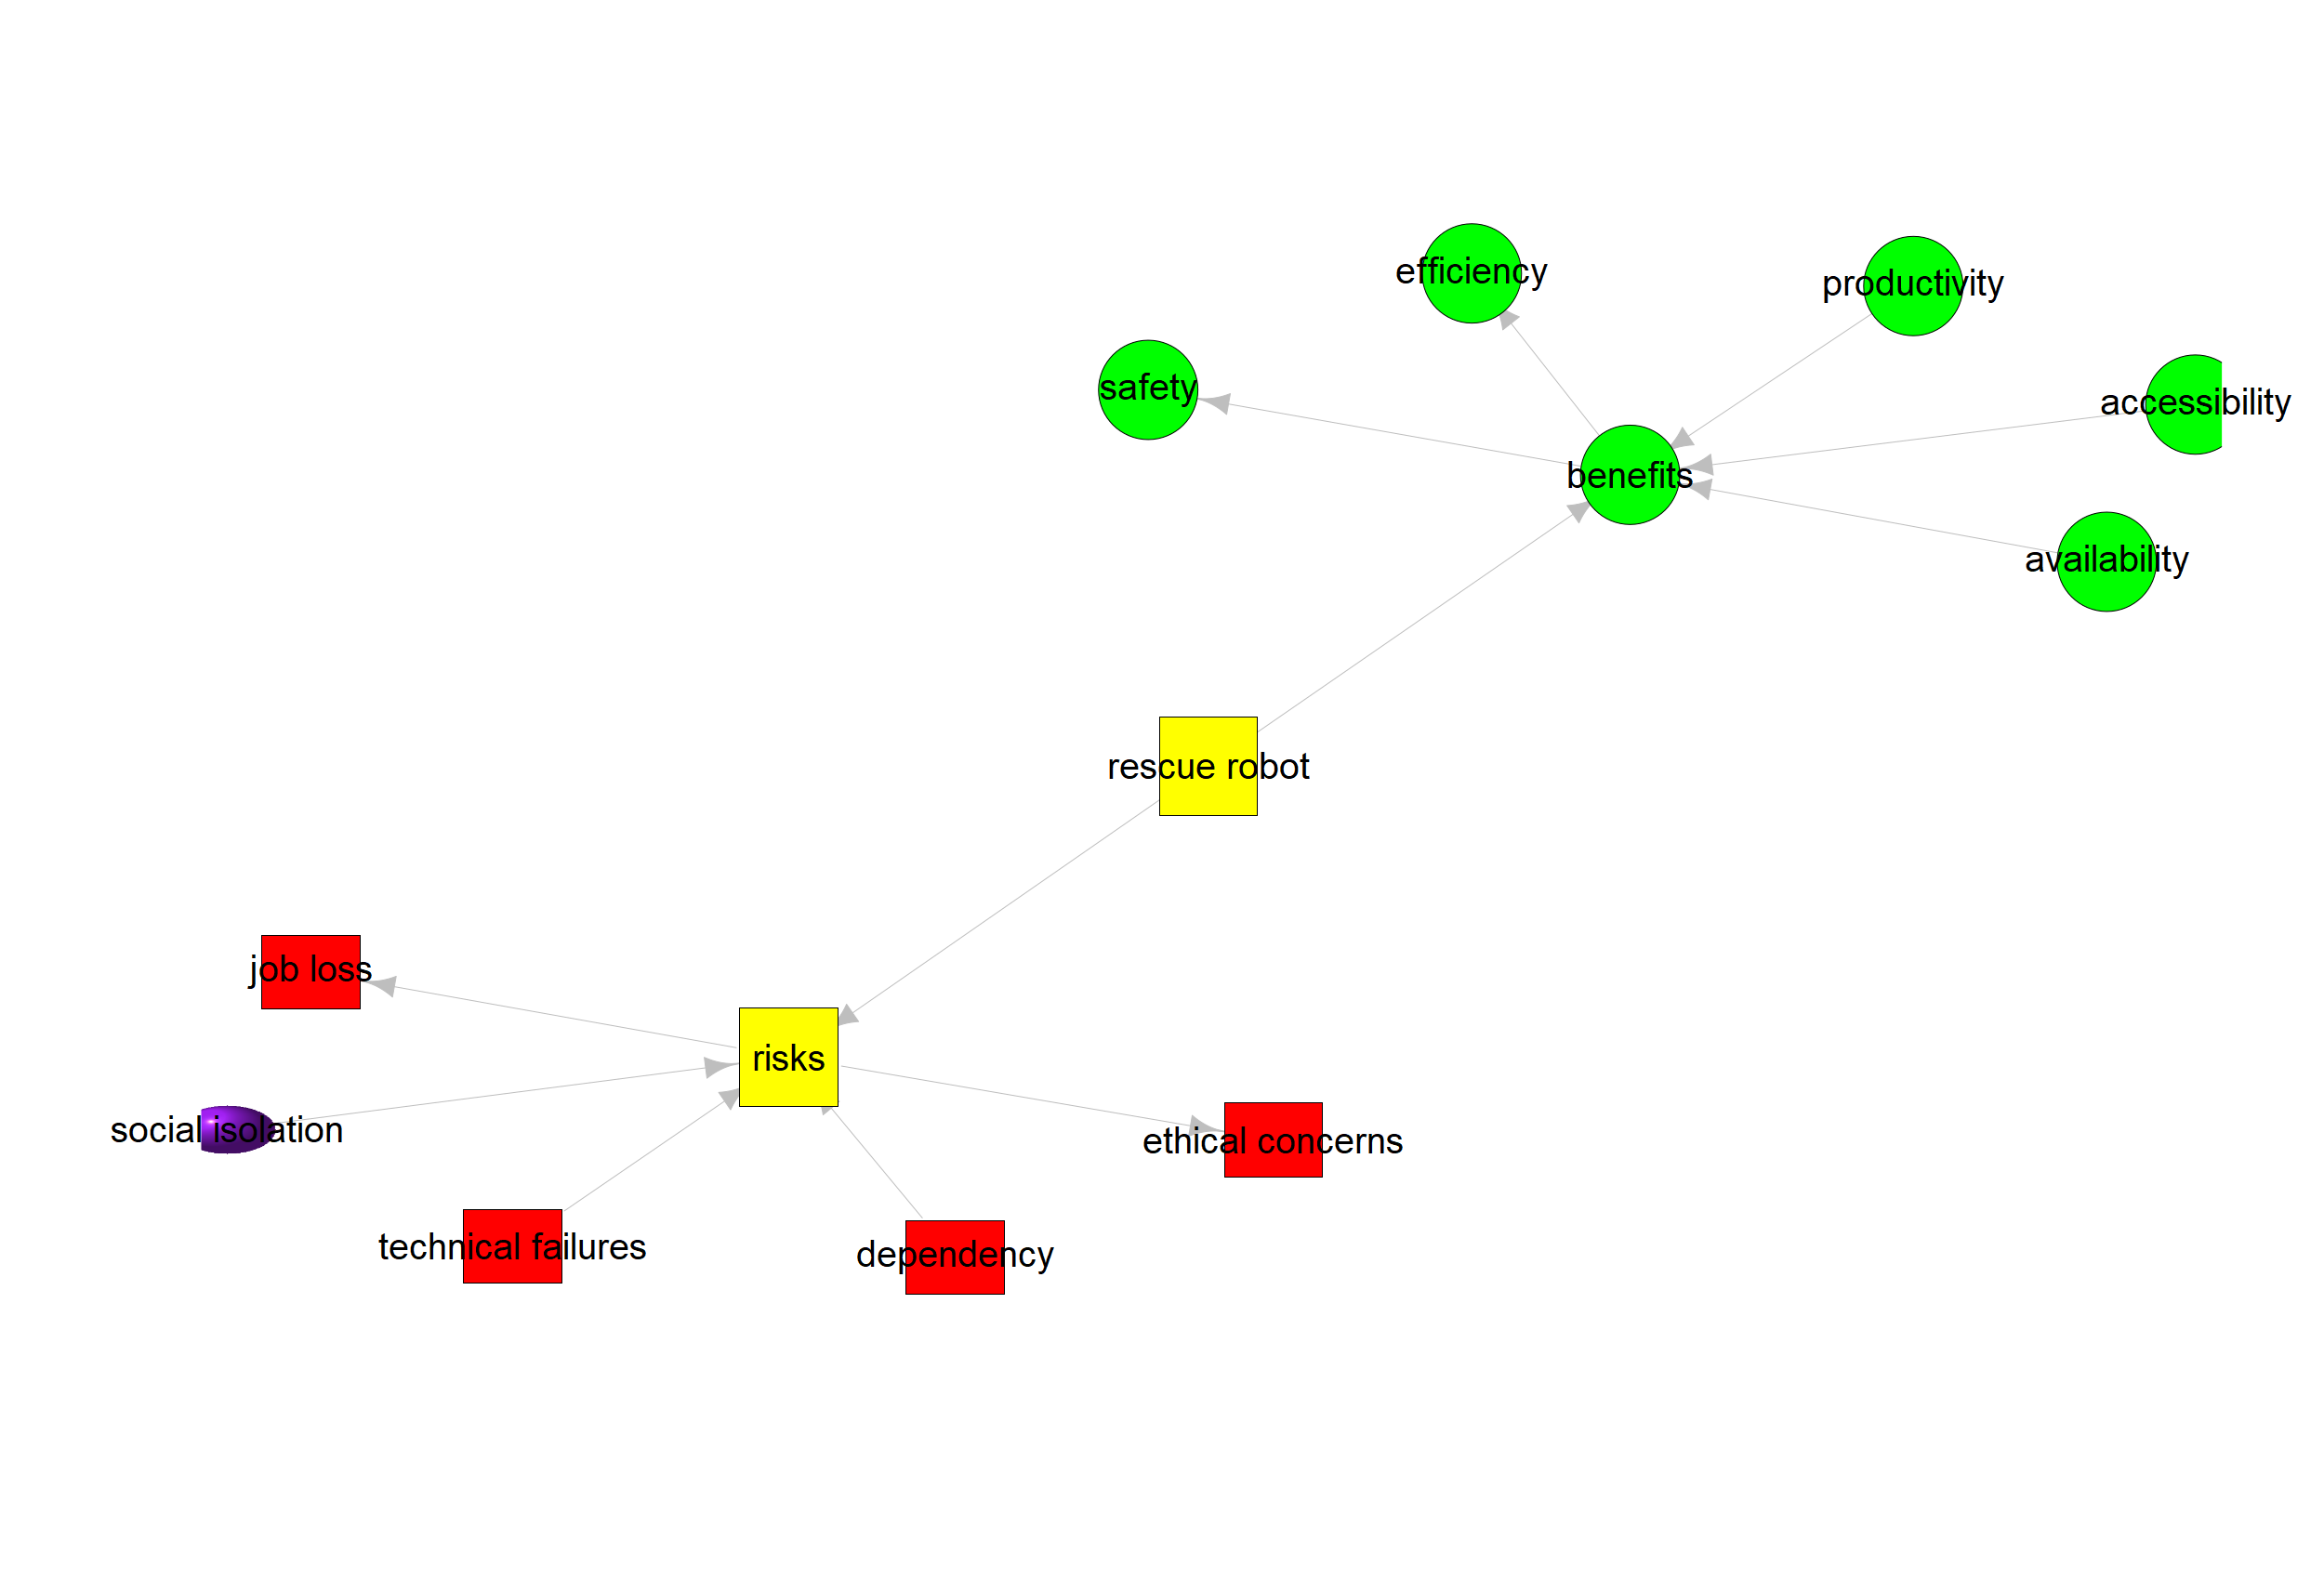 efficiency
productivity
safety
accessibility
benefits
availability
rescue robot
job loss
risks
social isolation
ethical concerns
technical failures
dependency